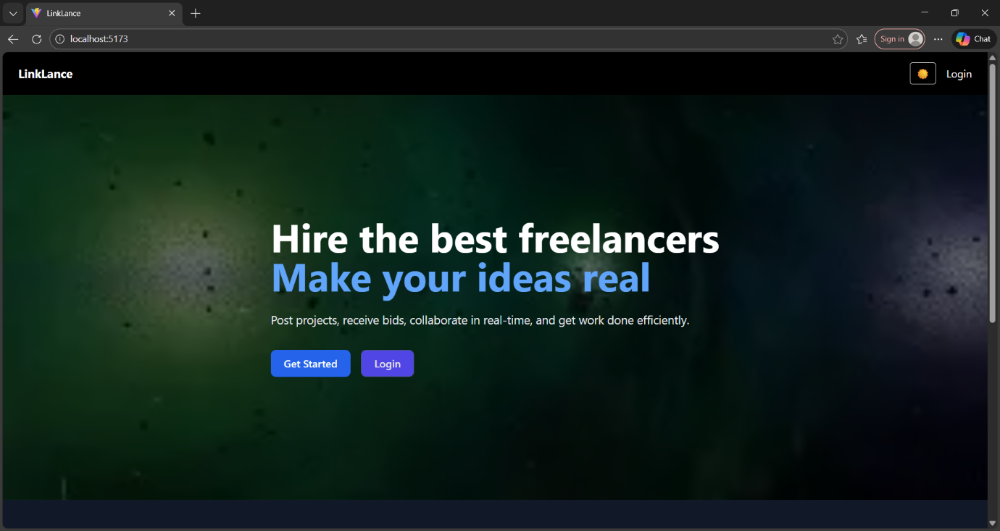 LinkLance
localhost:5173
Sign in
Chat
LinkLance
Login
Hire the best freelancers
Make your ideas real
Post projects, receive bids, collaborate in real-time, and get work done efficiently.
Get Started
Login